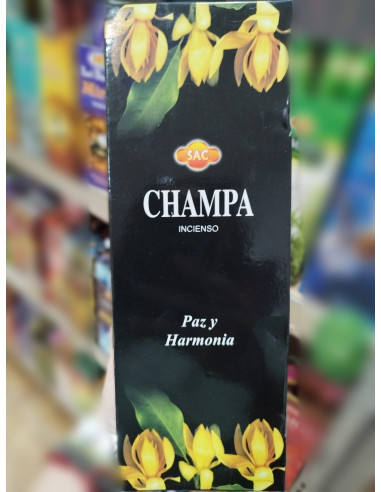 SAC
CHAMPA
INCIENSO
Paz y
Harmonia